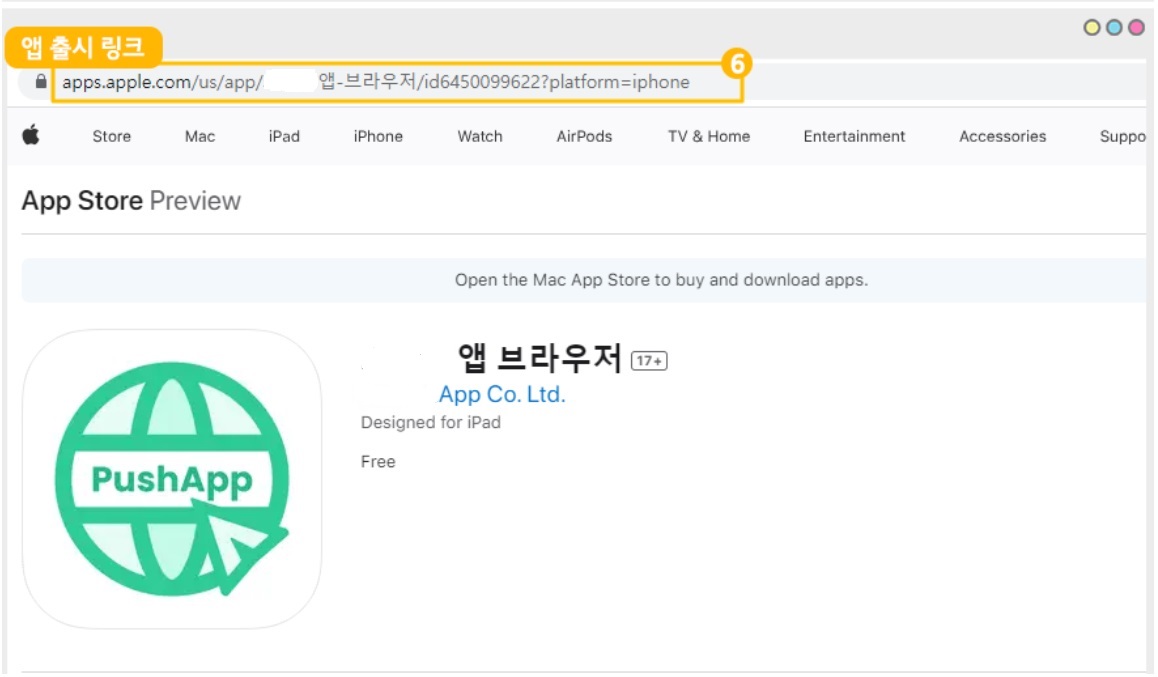 앱 출시 링크
6
apps.apple.com/us/app/ 앱-브라우저/id6450099622?platform=iphone
Store Mac iPad iPhone Watch AirPods TV & Home Entertainment Accessories Suppo
App Store Preview
Open the Mac App Store to buy and download apps.
앱 브라우저 17+
App Co. Ltd.
Designed for iPad
Free
PushApp